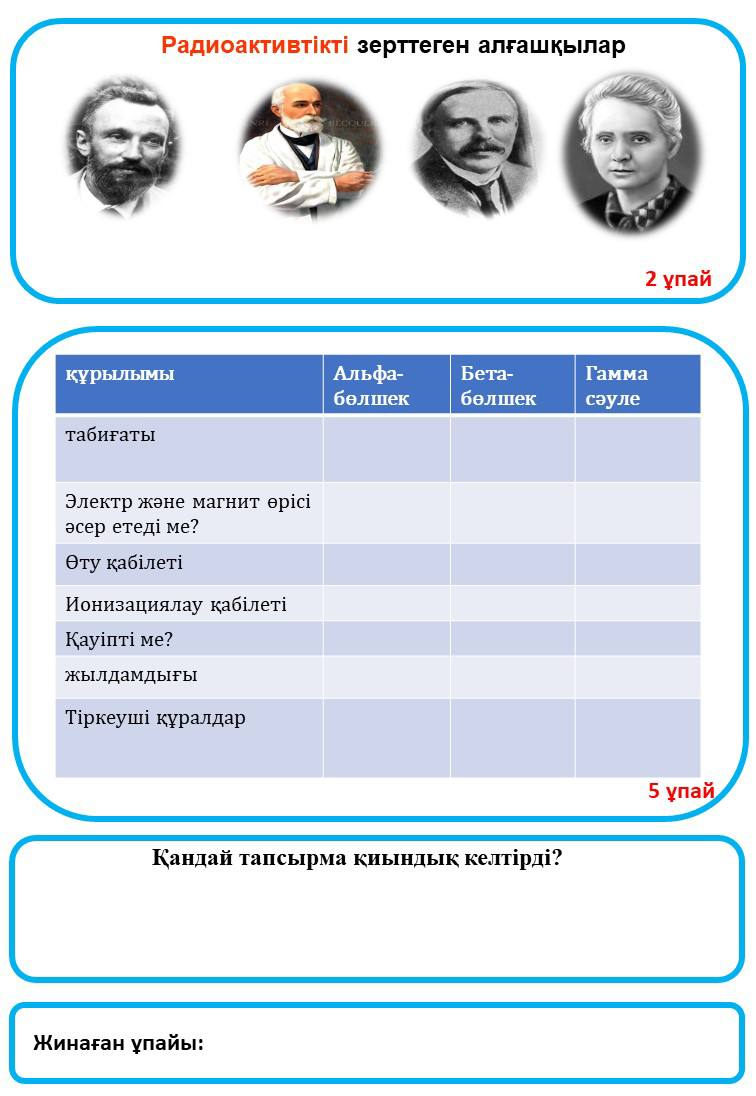 Радиоактивтікті зерттеген алғашқылар
2 ұпай
құрылымы
Альфа-
бөлшек
Бета-
бөлшек
Гамма
сәуле
табиғаты
Электр және магнит өрісі
әсер етеді ме?
Өту қабілеті
Ионизациялау қабілеті
Қауіпті ме?
жылдамдығы
Тіркеуші құралдар
5 ұпай
Қандай тапсырма қиындық келтірді?
Жинаған ұпайы: